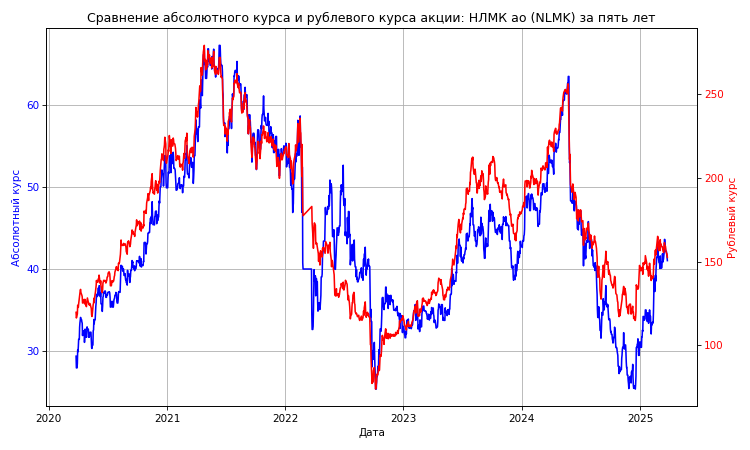 Сравнение абсолютного курса и рублевого курса акции: НЛМК ао (NLMK) за пять лет
Абсолютный курс
60
50
40
30
250
200
150
100
Рублевый курс
2020 2021 2022 2023 2024 2025
Дата